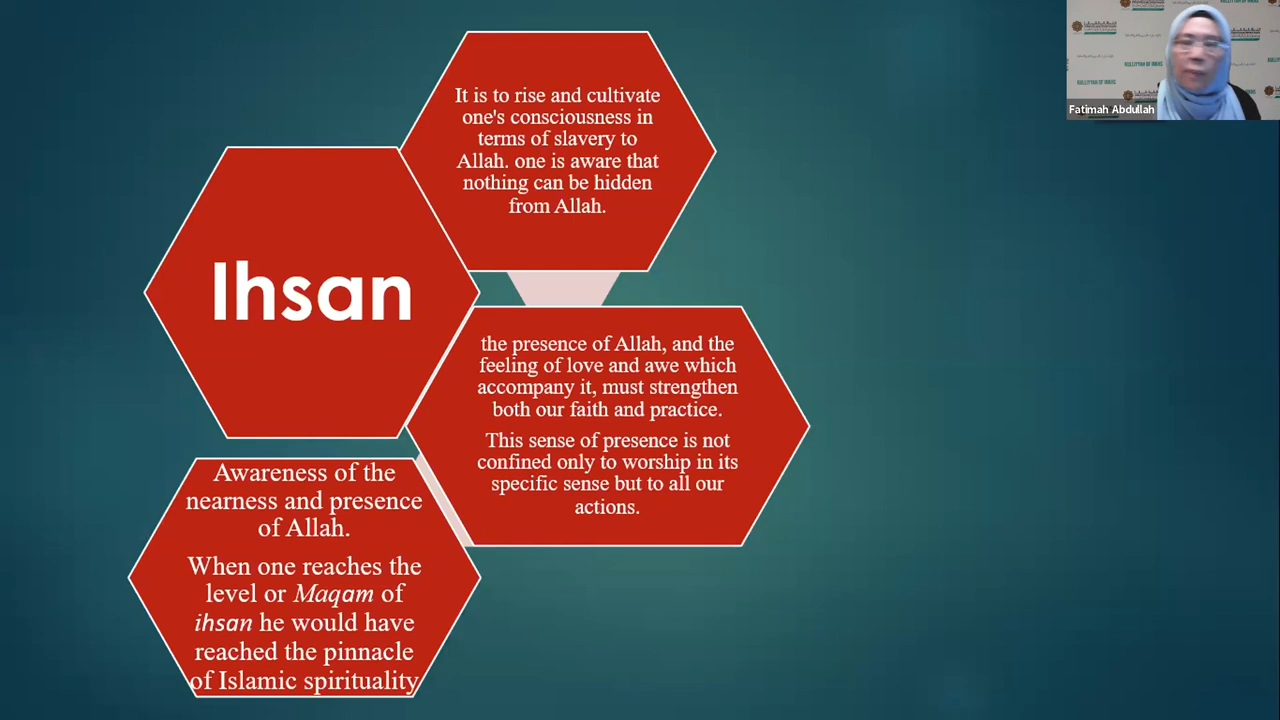 It is to rise and cultivate
one's consciousness in
terms of slavery to
Allah. one is aware that
nothing can be hidden
from Allah.
Ihsan
the presence of Allah, and the
feeling of love and awe which
accompany it, must strengthen
both our faith and practice.
This sense of presence is not
confined only to worship in its
specific sense but to all our
actions.
Awareness of the
nearness and presence
of Allah.
When one reaches the
level or Maqam of
ihsan he would have
reached the pinnacle
of Islamic spirituality
Fatimah Abdullah
KULLIYYAH OF IRKHS